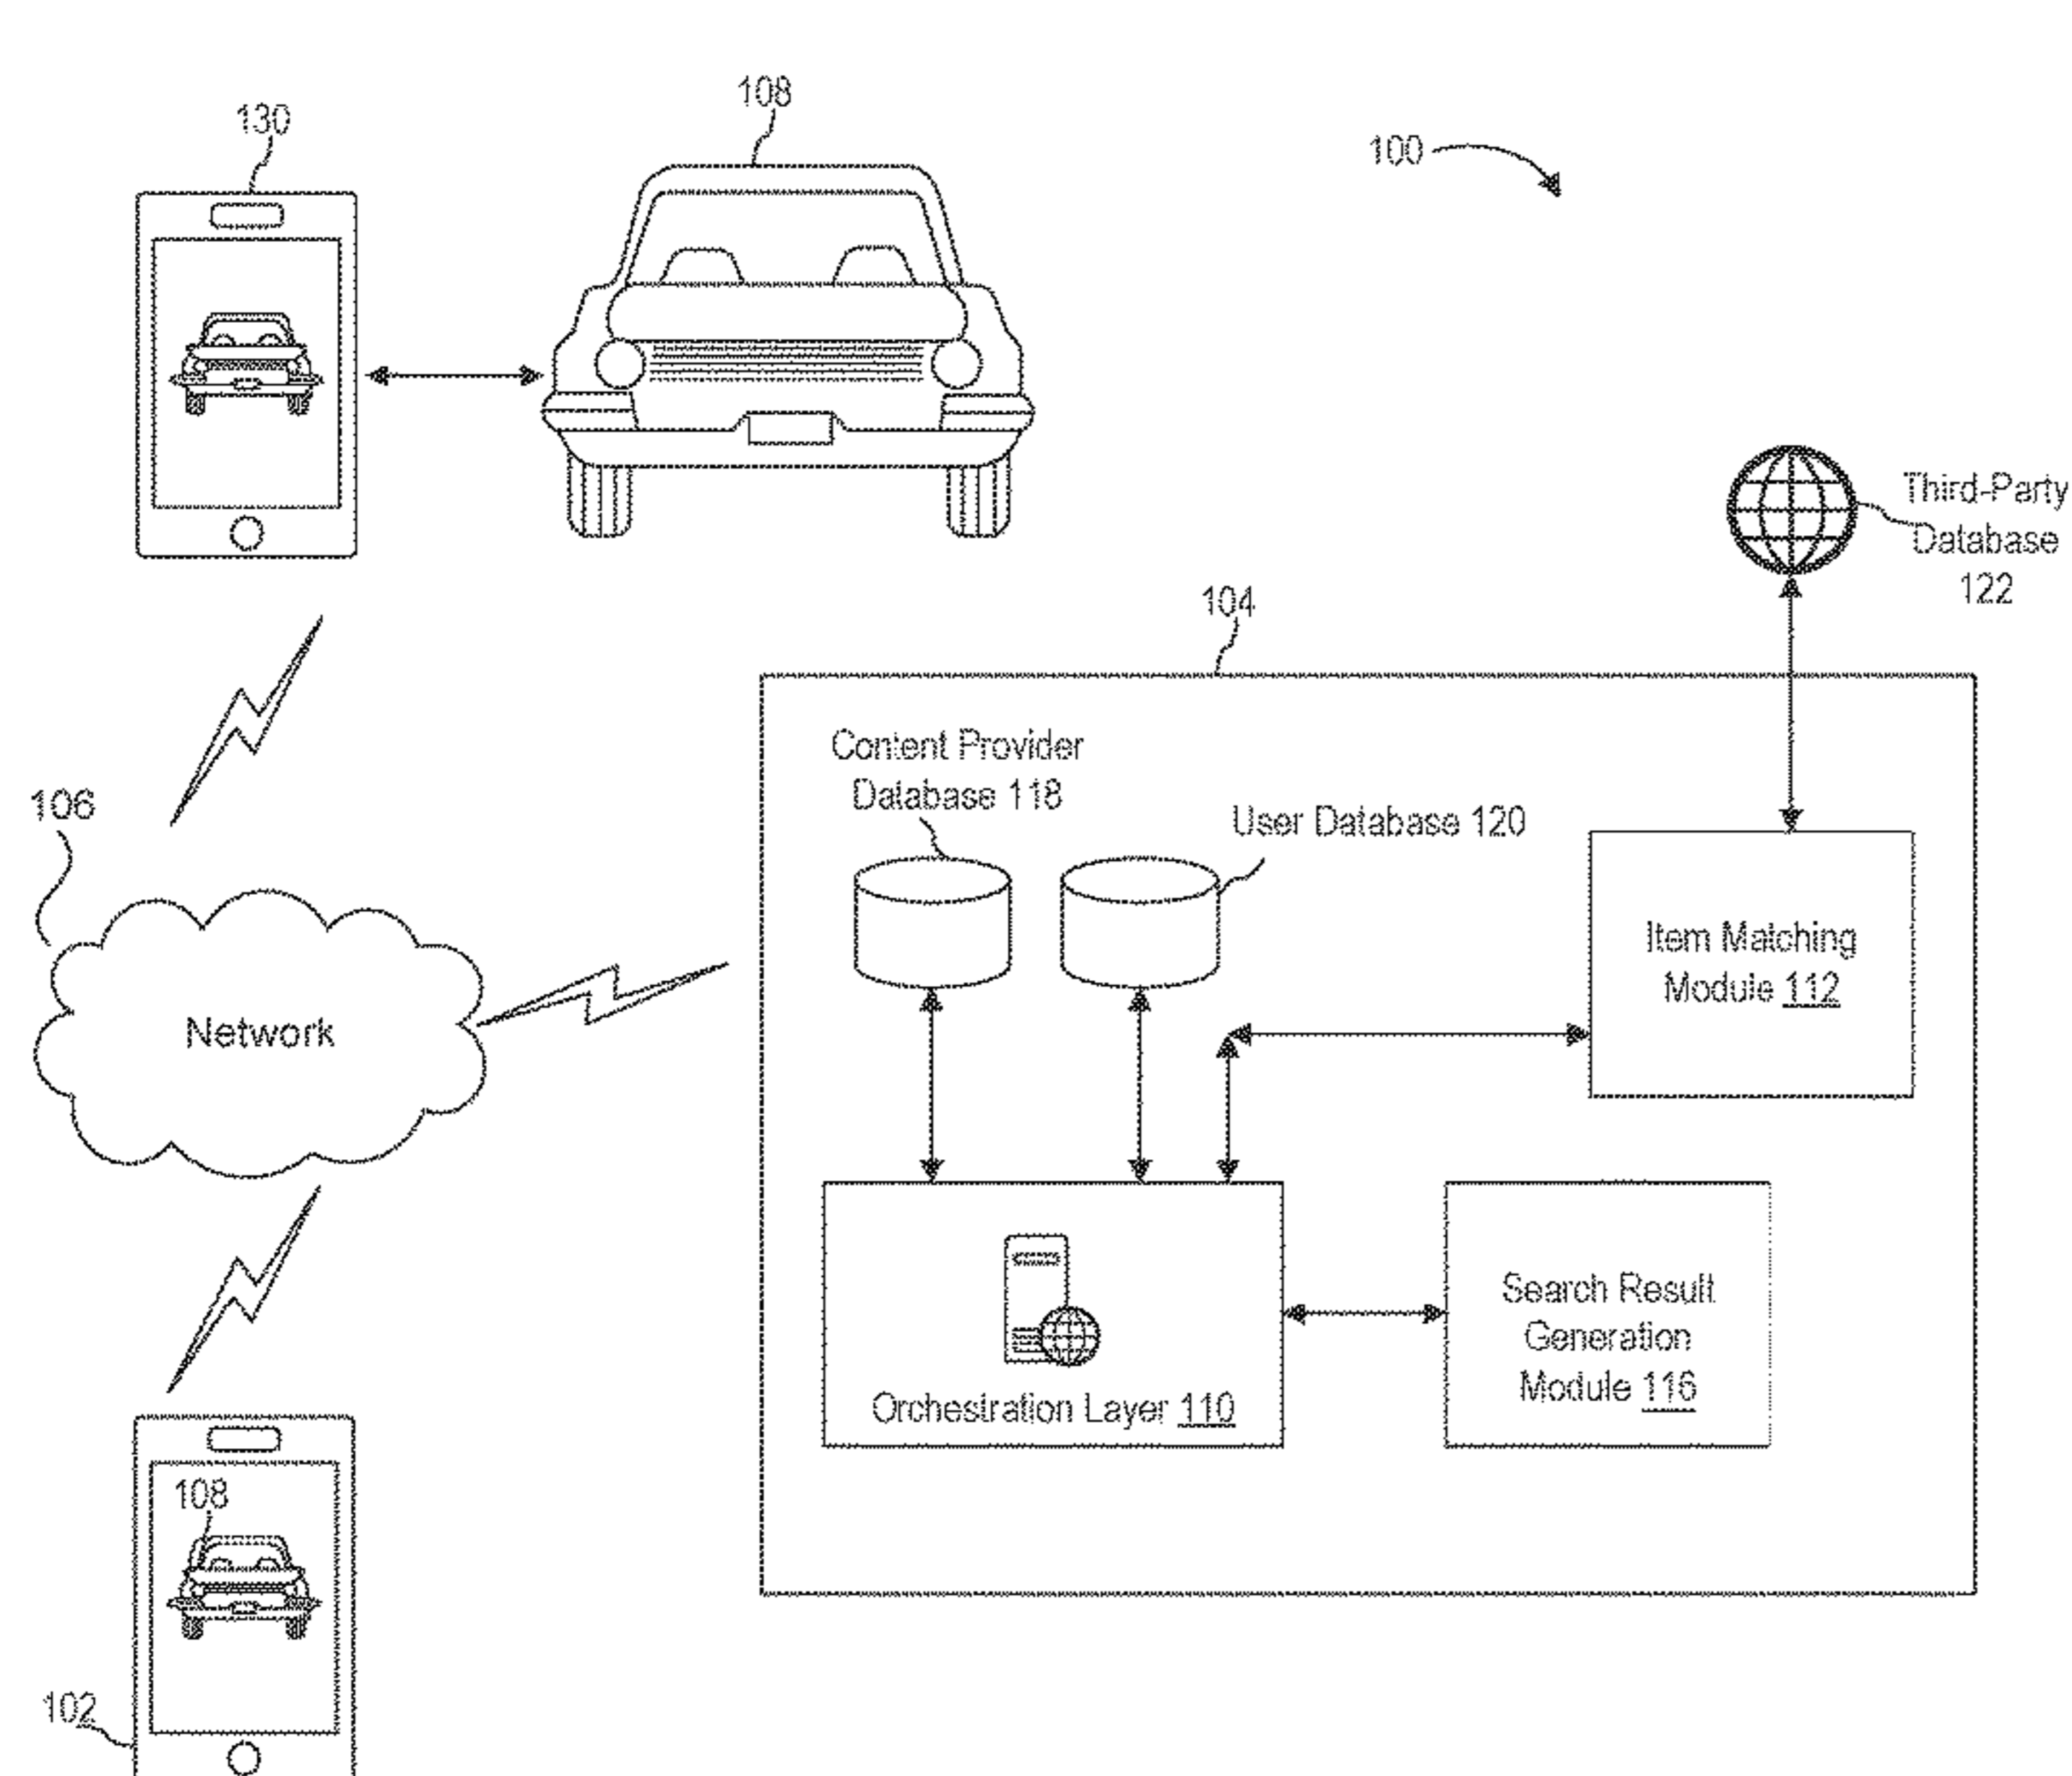 108
130
100
Third-Party
Database
122
104
Content Provider
Database 118
User Database 120
106
Item Matching
Module 112
Network
Search Result
Generation
Module 116
Orchestration Layer 110
108
102